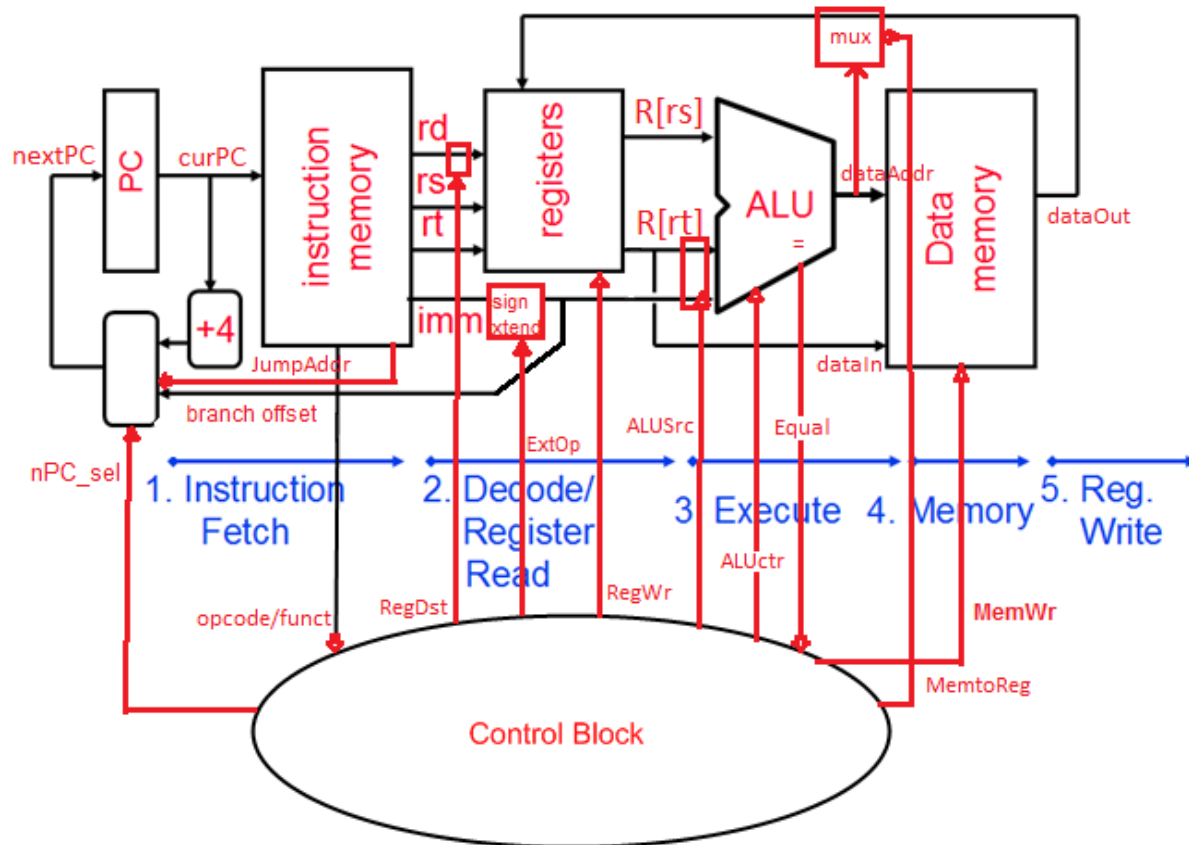 mux
nextPC
PC
curPC
+4
instruction
memory
rd
rs
rt
imm
registers
sign
xtend
R[rs]
R[rt]
ALU
=
dataAddr
Data
memory
dataOut
dataIn
JumpAddr
branch offset
nPC_sel
ExtOp
ALUSrc
Equal
1. Instruction
Fetch
2. Decode/
Register
Read
3. Execute
4. Memory
5. Reg.
Write
opcode/funct
RegDst
RegWr
ALUctr
MemWr
MemtoReg
Control Block